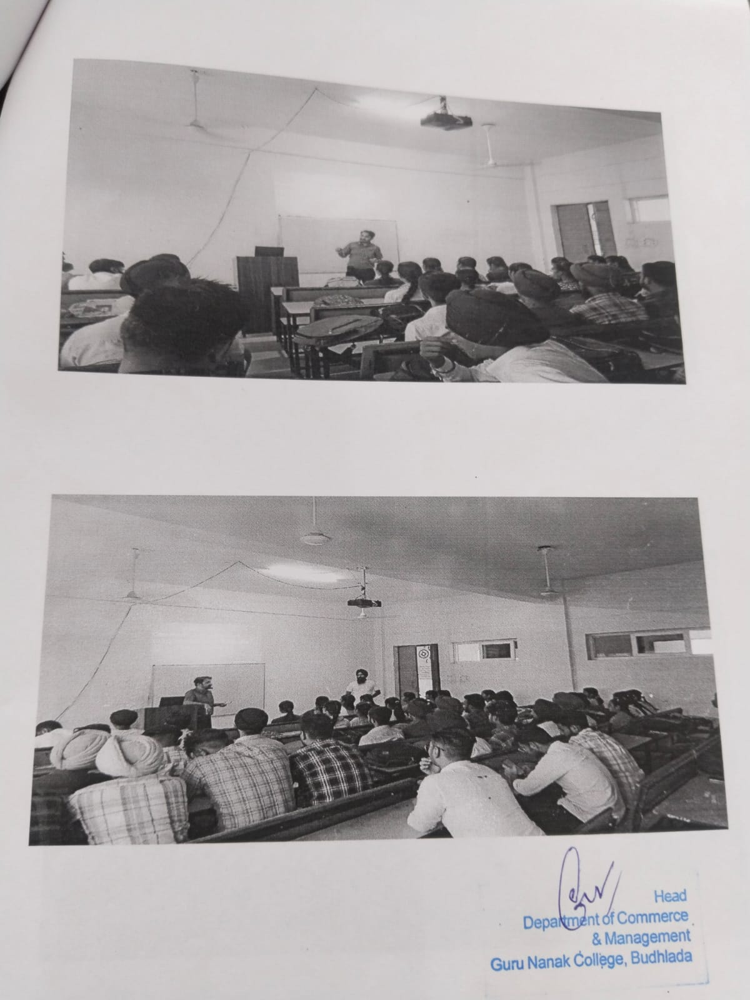 Head
Department of Commerce
& Management
Guru Nanak College, Budhlada